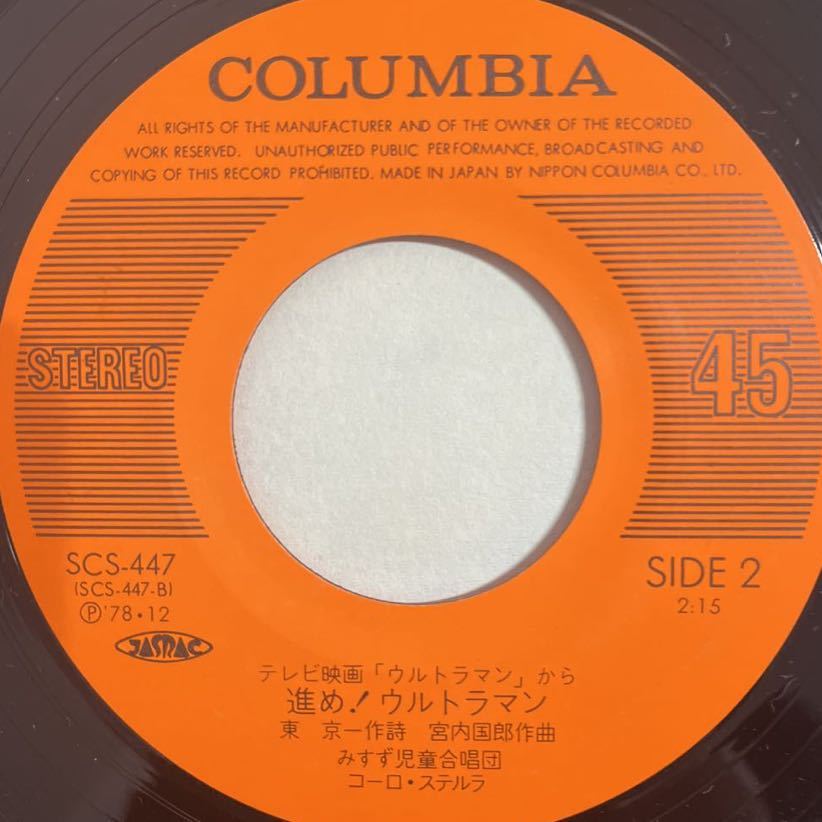 COLUMBIA
ALL RIGHTS OF THE MANUFACTURER AND OF THE OWNER OF THE RECORDED
WORK RESERVED. UNAUTHORIZED PUBLIC PERFORMANCE, BROADCASTING AND
COPYING OF THIS RECORD PROHIBITED. MADE IN JAPAN BY NIPPON COLUMBIA CO., LTD.
STEREO
45
SCS-447
(SCS-447-B)
Ⓟ'78・12
JASRAC
SIDE 2
2:15
テレビ映画「ウルトラマン」から
進め!ウルトラマン
東 京一作詩 宮内国郎作曲
みすず児童合唱団
コーロ・ステルラ